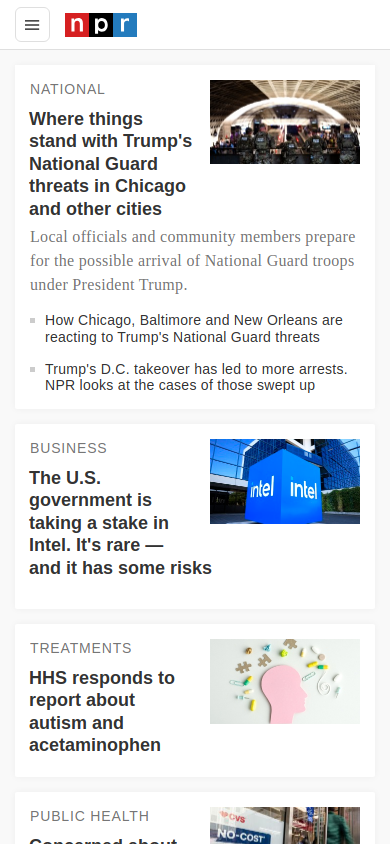 npr
NATIONAL
Where things
stand with Trump's
National Guard
threats in Chicago
and other cities
Local officials and community members prepare
for the possible arrival of National Guard troops
under President Trump.
How Chicago, Baltimore and New Orleans are
reacting to Trump's National Guard threats
Trump's D.C. takeover has led to more arrests.
NPR looks at the cases of those swept up
BUSINESS
The U.S.
government is
taking a stake in
Intel. It's rare —
and it has some risks
intel intel
TREATMENTS
HHS responds to
report about
autism and
acetaminophen
PUBLIC HEALTH
Concerned about
CVS
NO-COST